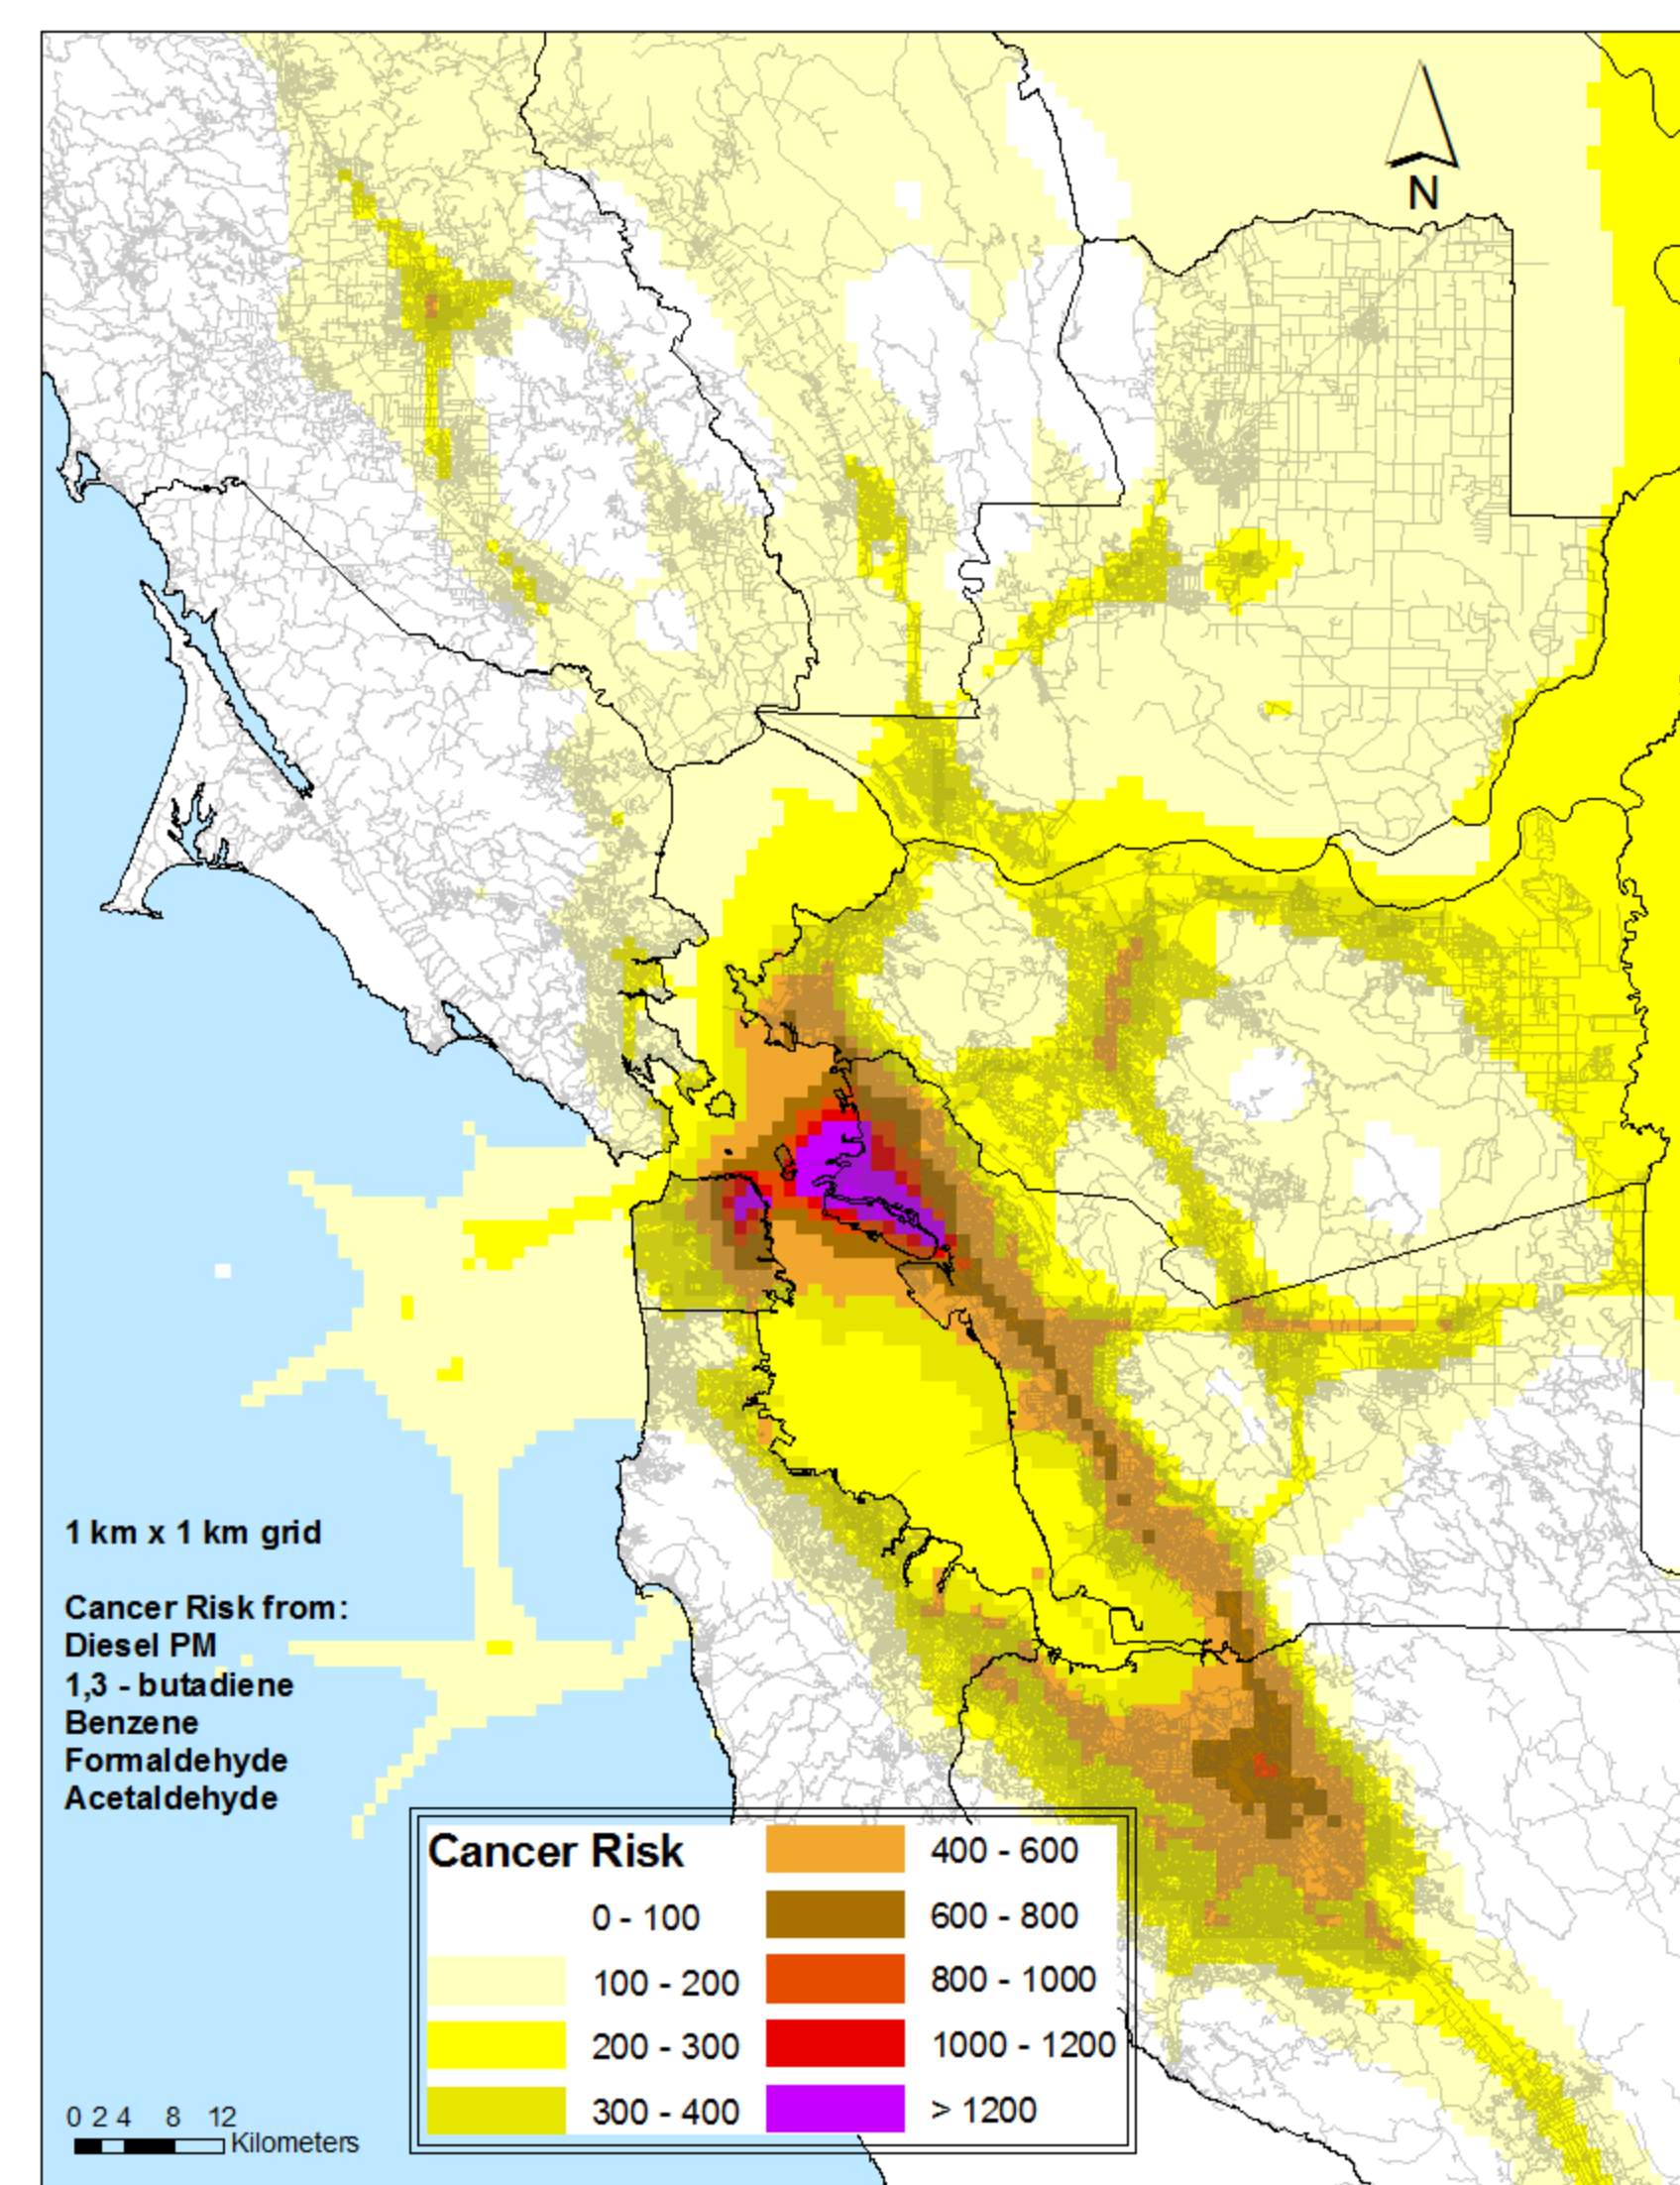 N
1 km x 1 km grid
Cancer Risk from:
Diesel PM
1,3 - butadiene
Benzene
Formaldehyde
Acetaldehyde
Cancer Risk
0 - 100
100 - 200
200 - 300
300 - 400
400 - 600
600 - 800
800 - 1000
1000 - 1200
> 1200
0 2 4 8 12
Kilometers